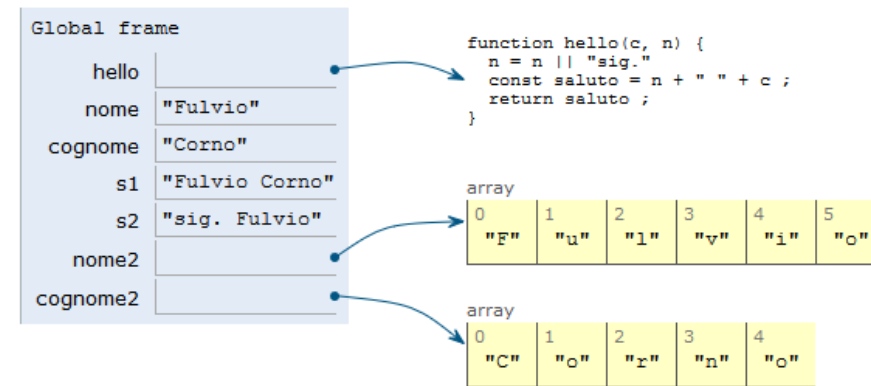 Global frame
hello
nome "Fulvio"
cognome "Corno"
s1 "Fulvio Corno"
s2 "sig. Fulvio"
nome2
cognome2
function hello(c, n) {
  n = n || "sig."
  const saluto = n + " " + c ;
  return saluto ;
}
array
0 1 2 3 4 5
"F" "u" "l" "v" "i" "o"
array
0 1 2 3 4
"C" "o" "r" "n" "o"